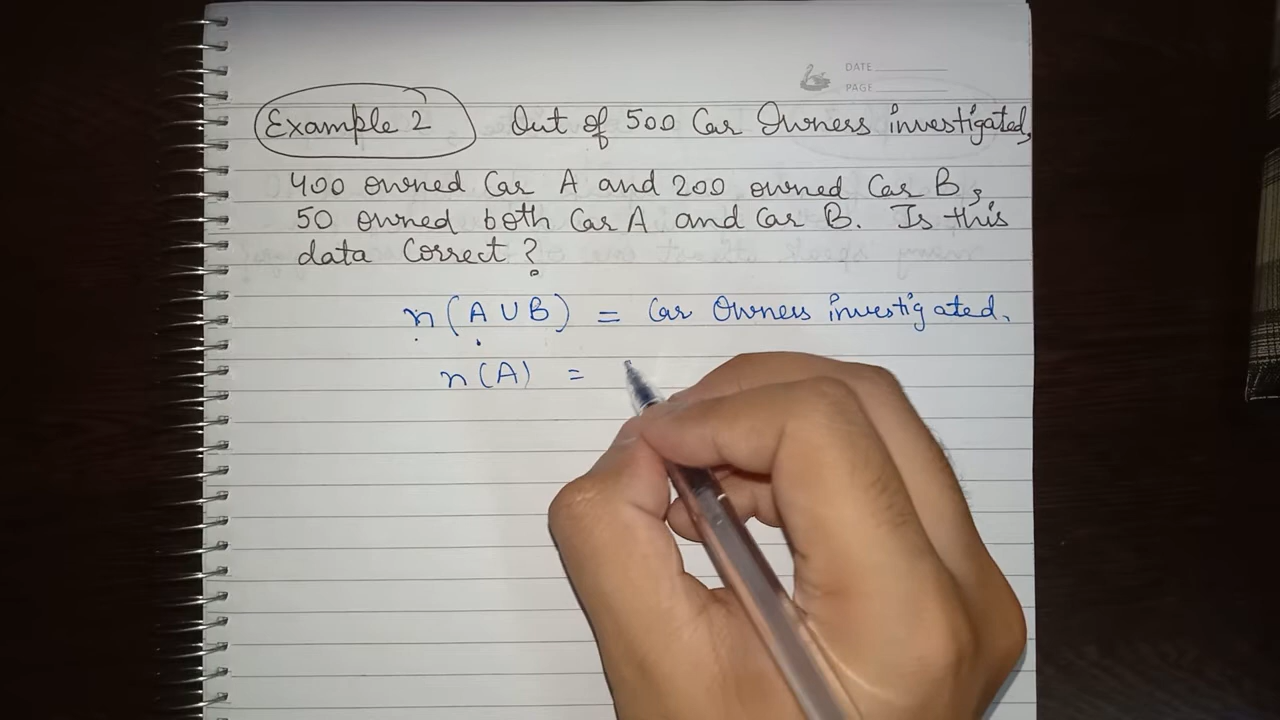 DATE
PAGE
Example 2 Out of 500 Car Owners investigated,
400 owned Car A and 200 owned Car B,
50 owned both Car A and Car B. Is this
data Correct?
n(A∪B) = Car Owners investigated.
n(A) =